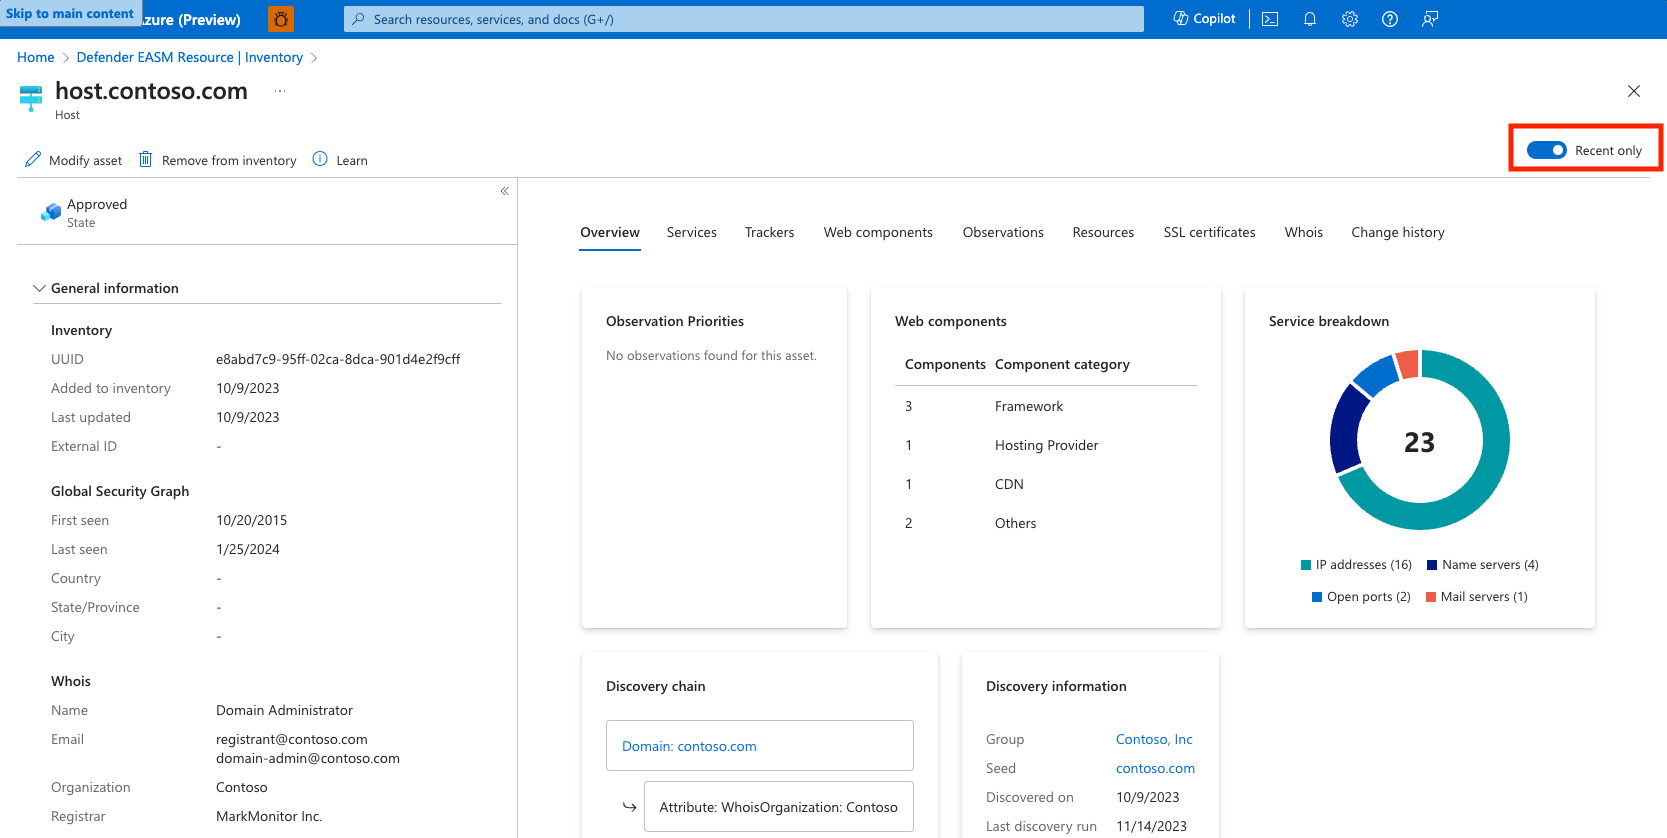 Skip to main content
Azure (Preview)
Search resources, services, and docs (G+/)
Copilot
Home > Defender EASM Resource | Inventory >
host.contoso.com ...
Host
Modify asset
Remove from inventory
Learn
Recent only
Approved
State
General information
Inventory
UUID e8abd7c9-95ff-02ca-8dca-901d4e2f9cff
Added to inventory 10/9/2023
Last updated 10/9/2023
External ID -
Global Security Graph
First seen 10/20/2015
Last seen 1/25/2024
Country -
State/Province -
City -
Whois
Name Domain Administrator
Email registrant@contoso.com
domain-admin@contoso.com
Organization Contoso
Registrar MarkMonitor Inc.
Overview Services Trackers Web components Observations Resources SSL certificates Whois Change history
Observation Priorities
No observations found for this asset.
Web components
Components Component category
3 Framework
1 Hosting Provider
1 CDN
2 Others
Service breakdown
23
IP addresses (16) Name servers (4)
Open ports (2) Mail servers (1)
Discovery chain
Domain: contoso.com
Attribute: WhoisOrganization: Contoso
Discovery information
Group Contoso, Inc
Seed contoso.com
Discovered on 10/9/2023
Last discovery run 11/14/2023